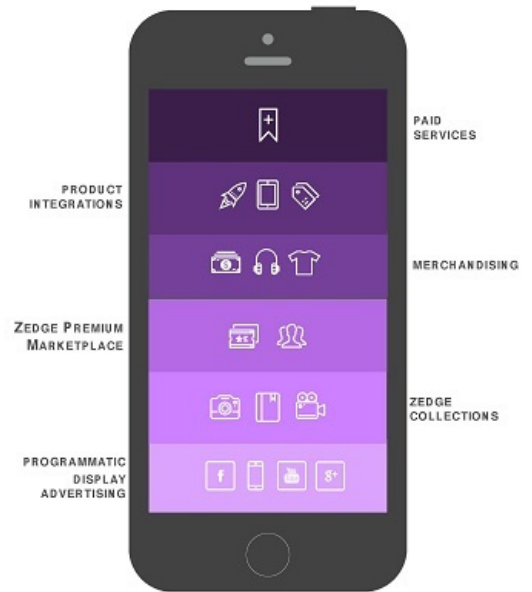 PAID
SERVICES
PRODUCT
INTEGRATIONS
MERCHANDISING
ZEDGE PREMIUM
MARKETPLACE
ZEDGE
COLLECTIONS
PROGRAMMATIC
DISPLAY
ADVERTISING
f
g+